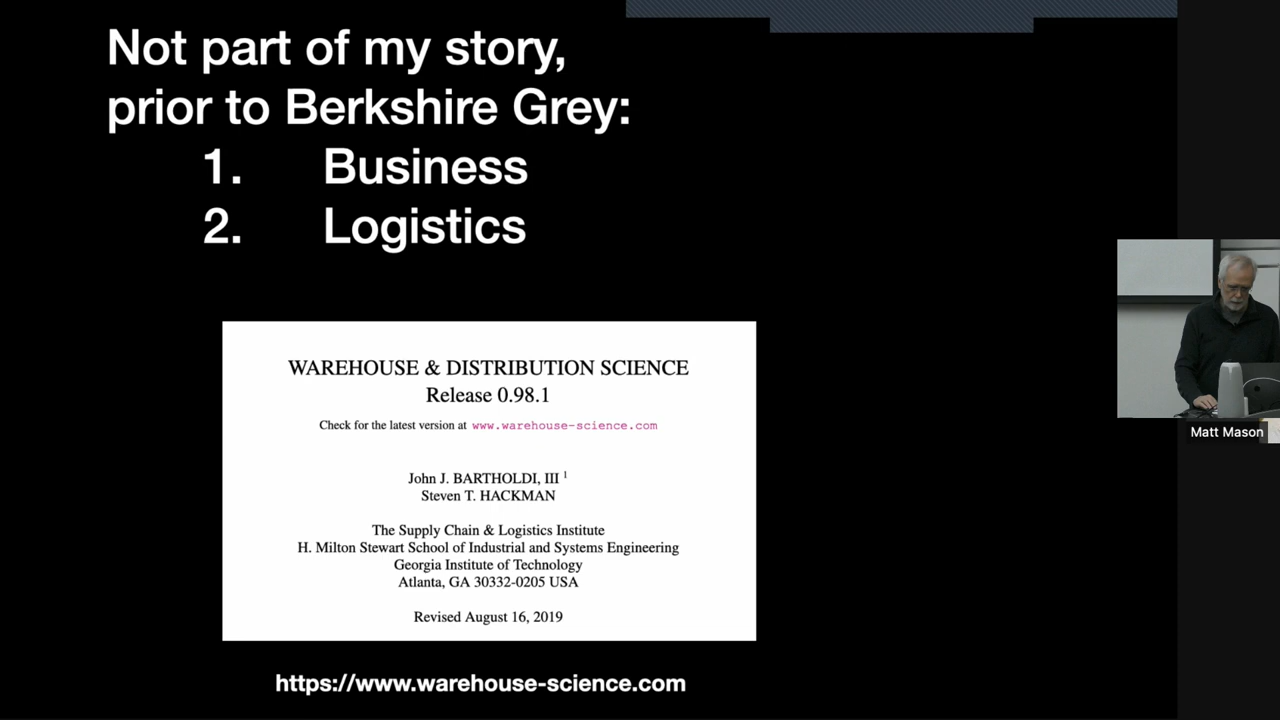 Not part of my story,
prior to Berkshire Grey:
1. Business
2. Logistics
WAREHOUSE & DISTRIBUTION SCIENCE
Release 0.98.1
Check for the latest version at www.warehouse-science.com
John J. BARTHOLDI, III 1
Steven T. HACKMAN
The Supply Chain & Logistics Institute
H. Milton Stewart School of Industrial and Systems Engineering
Georgia Institute of Technology
Atlanta, GA 30332-0205 USA
Revised August 16, 2019
https://www.warehouse-science.com
Matt Mason